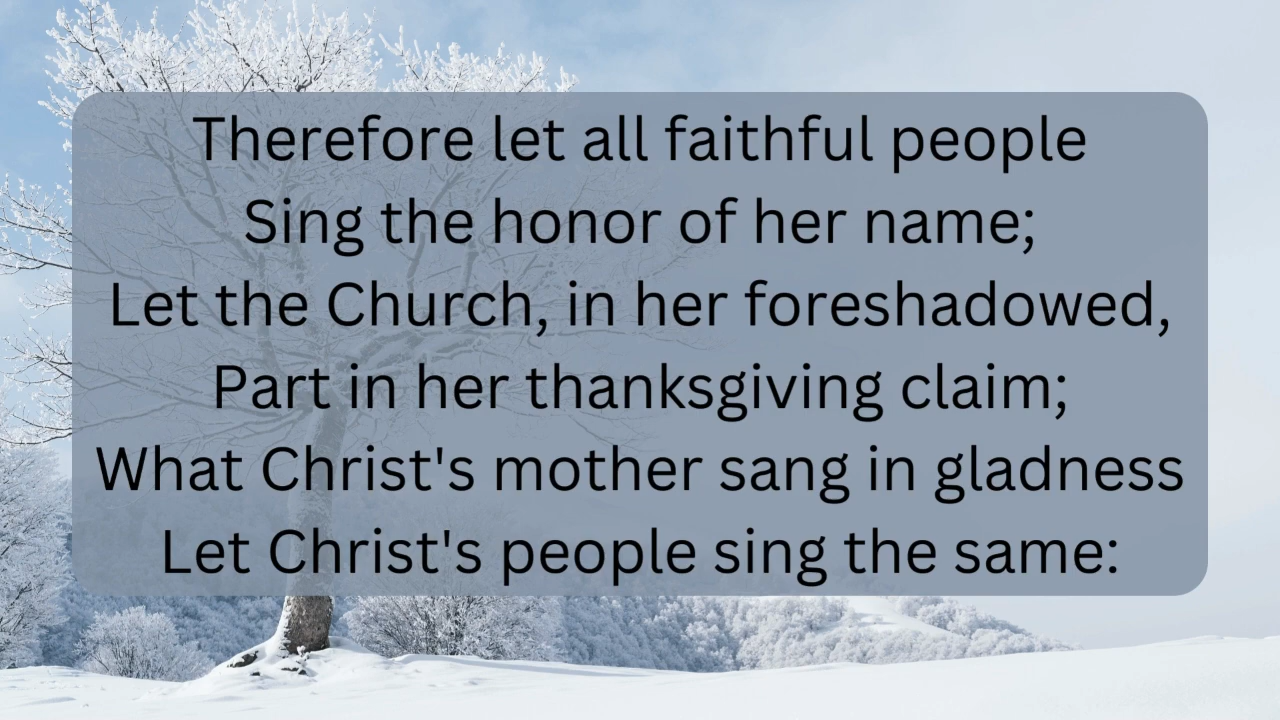 Therefore let all faithful people
Sing the honor of her name;
Let the Church, in her foreshadowed,
Part in her thanksgiving claim;
What Christ's mother sang in gladness
Let Christ's people sing the same: